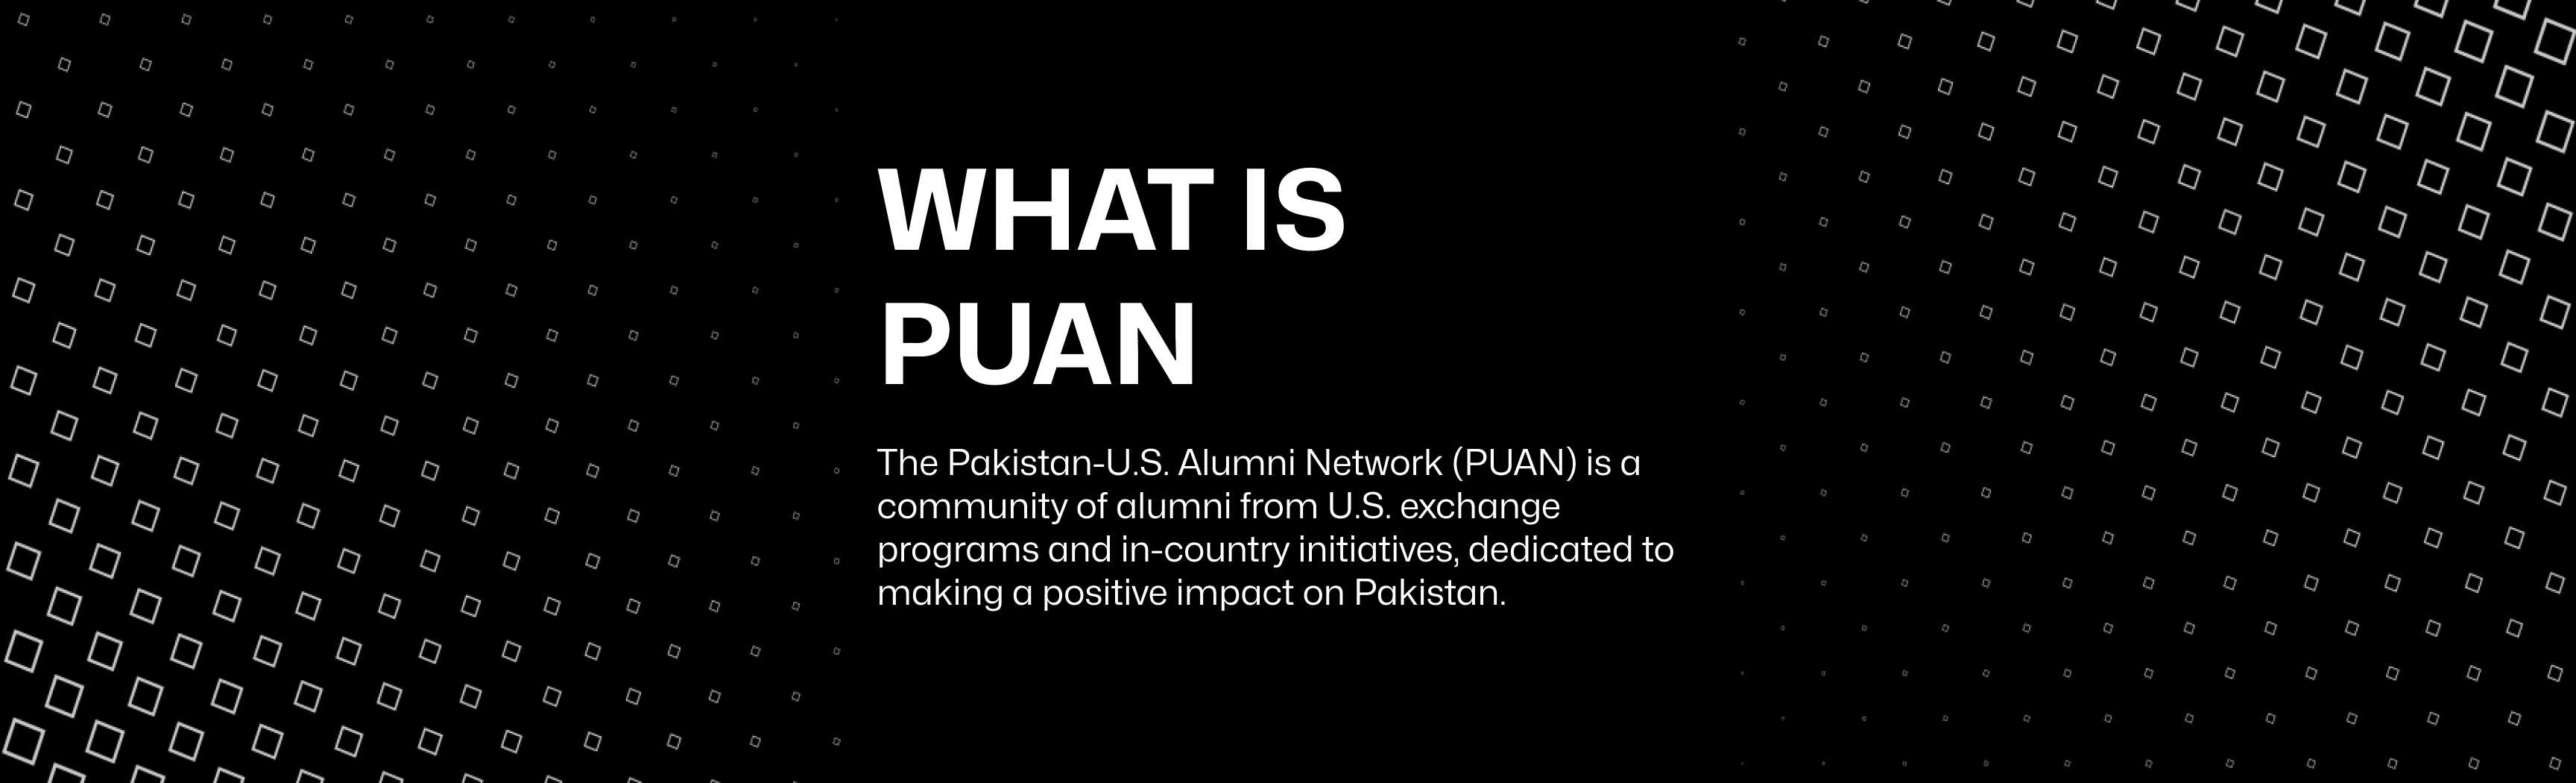 WHAT IS
PUAN
The Pakistan-U.S. Alumni Network (PUAN) is a
community of alumni from U.S. exchange
programs and in-country initiatives, dedicated to
making a positive impact on Pakistan.